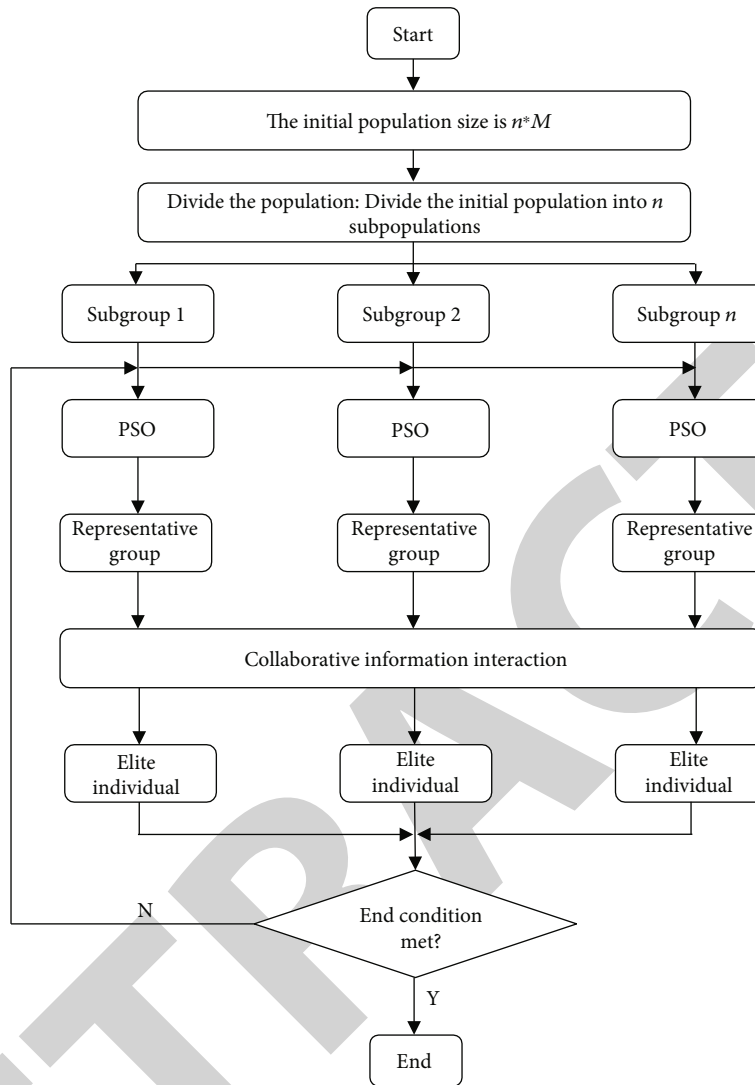 Start
The initial population size is n*M
Divide the population: Divide the initial population into n
subpopulations
Subgroup 1
Subgroup 2
Subgroup n
PSO
PSO
PSO
Representative
group
Representative
group
Representative
group
Collaborative information interaction
Elite
individual
Elite
individual
Elite
individual
N
End condition
met?
Y
End